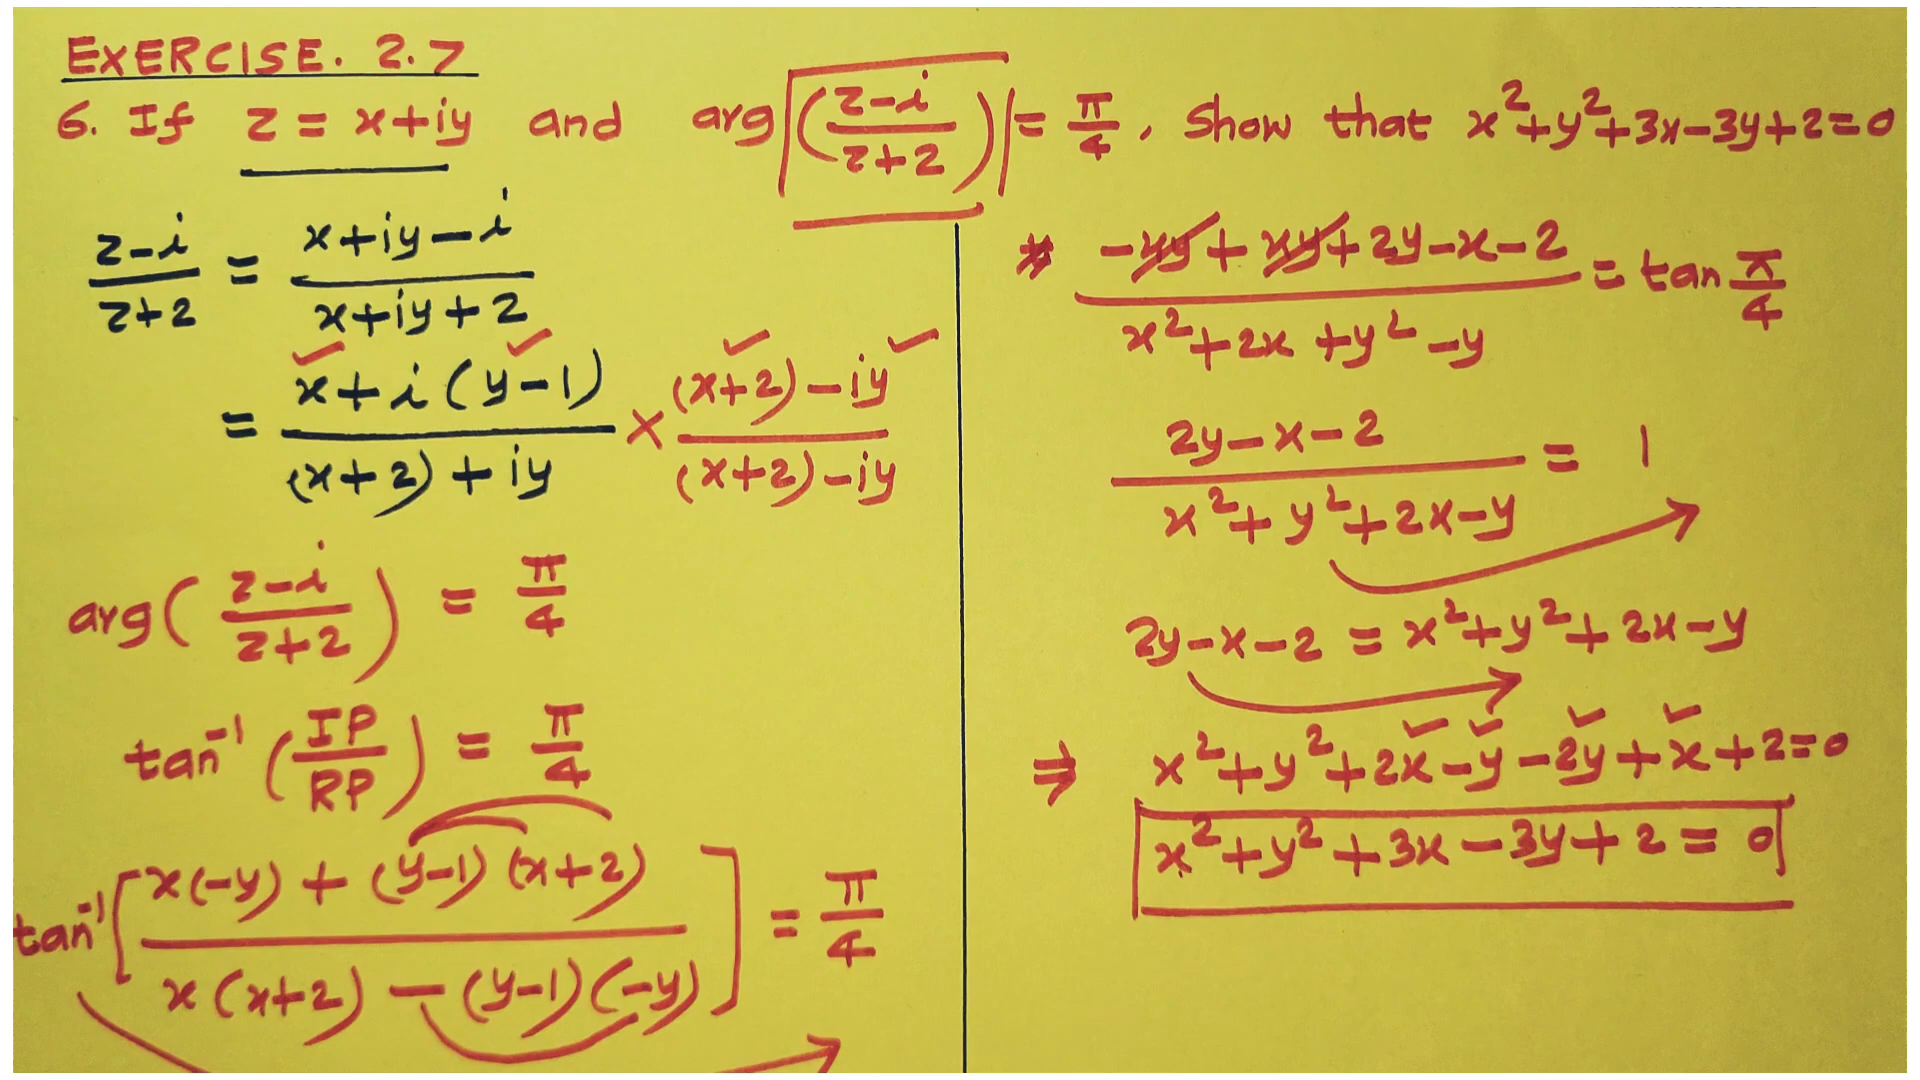 EXERCISE. 2.7
6. If z = x+iy and arg((z-i)/(z+2)) = π/4, Show that x²+y²+3x-3y+2=0
(z-i)/(z+2) = (x+iy-i)/(x+iy+2)
= (x+i(y-1))/((x+2)+iy) × ((x+2)-iy)/((x+2)-iy)
arg((z-i)/(z+2)) = π/4
tan⁻¹(IP/RP) = π/4
tan⁻¹[(x(-y)+(y-1)(x+2))/(x(x+2)-(y-1)(-y))] = π/4
* (-xy+xy+2y-x-2)/(x²+2x+y²-y) = tan π/4
(2y-x-2)/(x²+y²+2x-y) = 1
2y-x-2 = x²+y²+2x-y
⇒ x²+y²+2x-y-2y+x+2=0
x²+y²+3x-3y+2=0